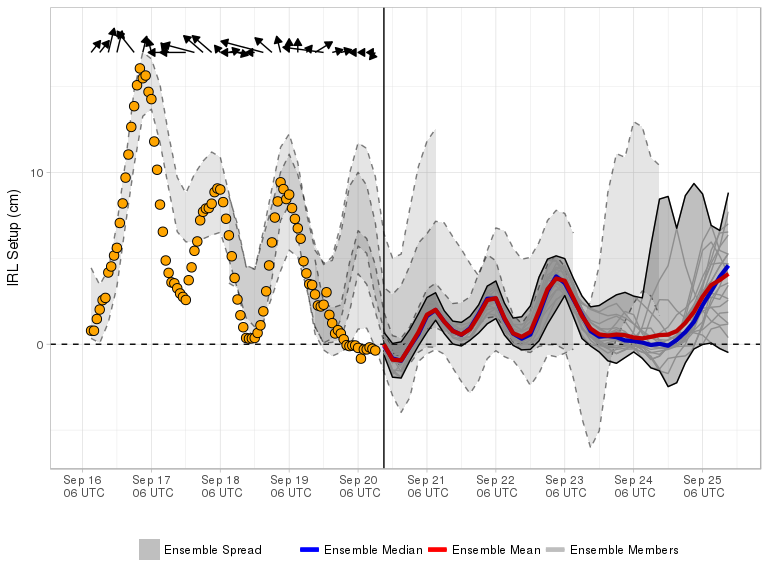 IRL Setup (cm)
10
0
Sep 16 Sep 17 Sep 18 Sep 19 Sep 20 Sep 21 Sep 22 Sep 23 Sep 24 Sep 25
06 UTC 06 UTC 06 UTC 06 UTC 06 UTC 06 UTC 06 UTC 06 UTC 06 UTC 06 UTC
Ensemble Spread Ensemble Median Ensemble Mean Ensemble Members